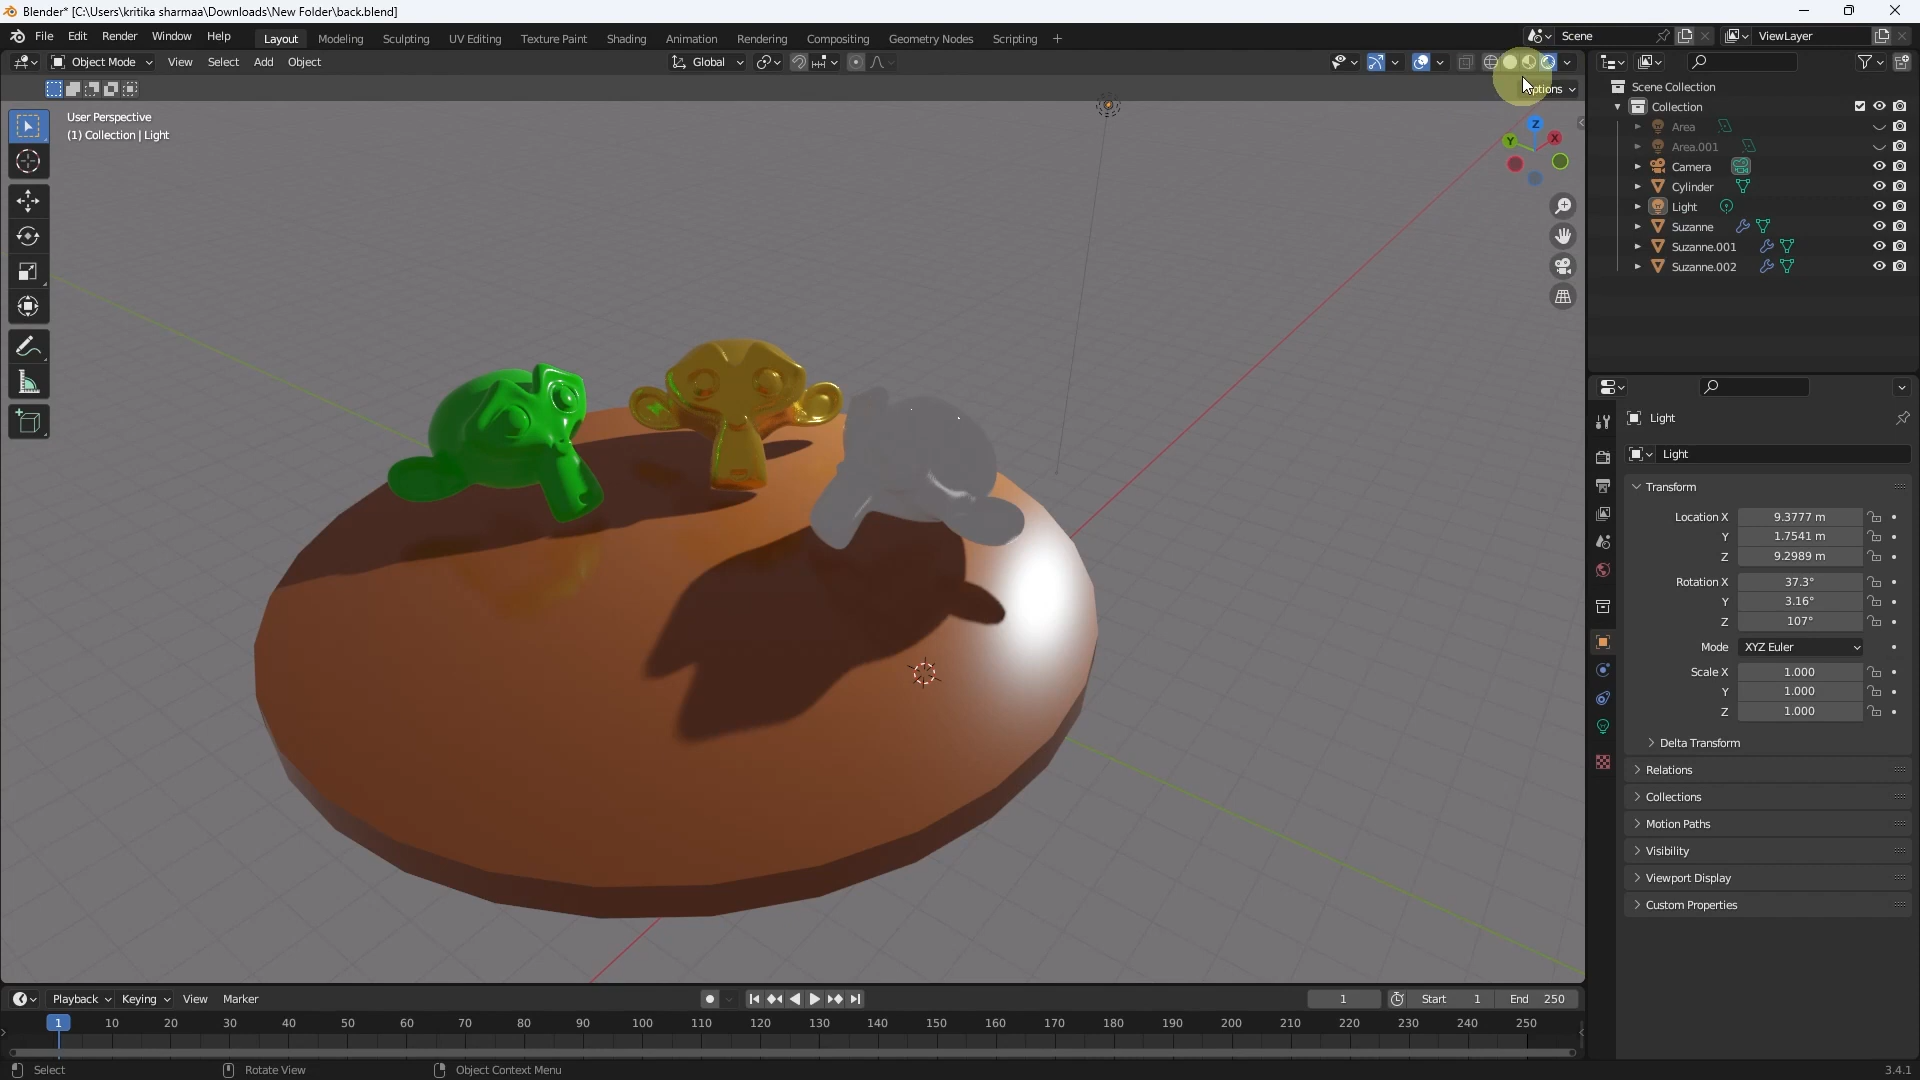 Blender* [C:\Users\kritika sharmaa\Downloads\New Folder\back.blend]
File Edit Render Window Help Layout Modeling Sculpting UV Editing Texture Paint Shading Animation Rendering Compositing Geometry Nodes Scripting + Scene ViewLayer
Object Mode View Select Add Object Global
ptions
User Perspective
(1) Collection | Light
Z
Y
X
Scene Collection
Collection
Area
Area.001
Camera
Cylinder
Light
Suzanne
Suzanne.001
Suzanne.002
Light
Light
Transform
Location X 9.3777 m
Y 1.7541 m
Z 9.2989 m
Rotation X 37.3°
Y 3.16°
Z 107°
Mode XYZ Euler
Scale X 1.000
Y 1.000
Z 1.000
Delta Transform
Relations
Collections
Motion Paths
Visibility
Viewport Display
Custom Properties
Playback Keying View Marker 1 Start 1 End 250
1 10 20 30 40 50 60 70 80 90 100 110 120 130 140 150 160 170 180 190 200 210 220 230 240 250
Select Rotate View Object Context Menu 3.4.1